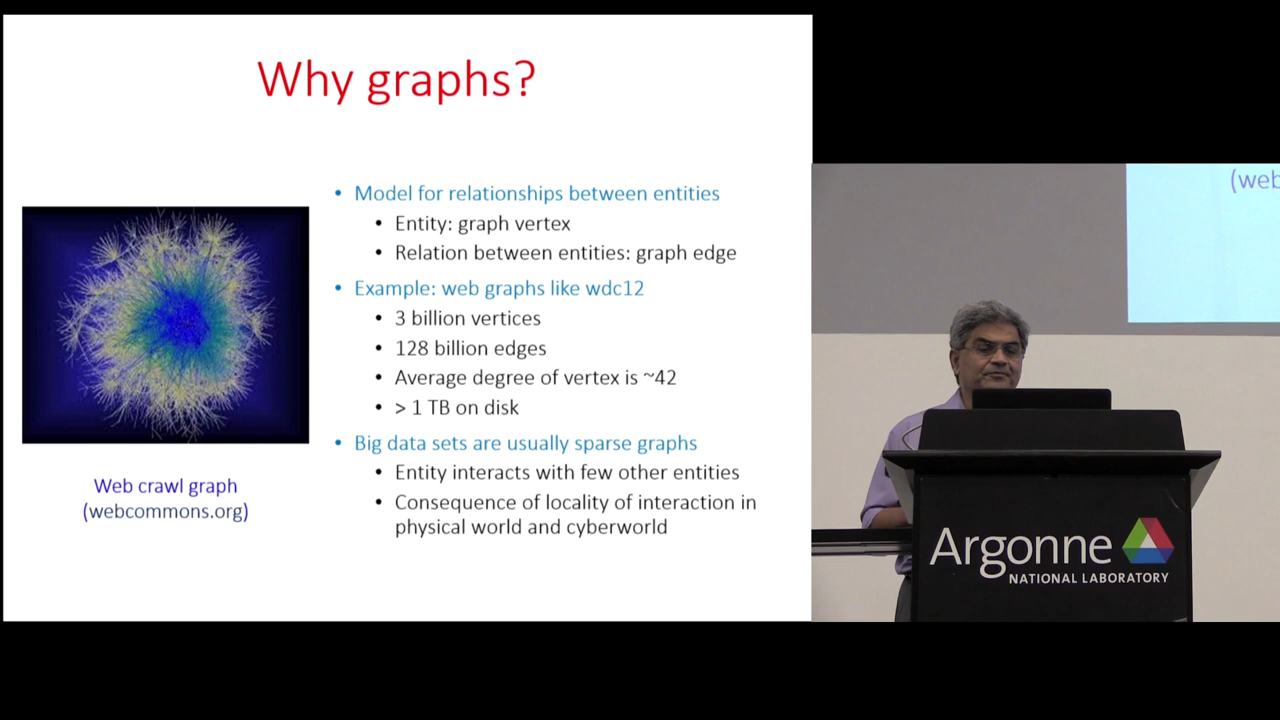 Why graphs?
• Model for relationships between entities
• Entity: graph vertex
• Relation between entities: graph edge
• Example: web graphs like wdc12
• 3 billion vertices
• 128 billion edges
• Average degree of vertex is ~42
• > 1 TB on disk
• Big data sets are usually sparse graphs
• Entity interacts with few other entities
• Consequence of locality of interaction in
physical world and cyberworld
Web crawl graph
(webcommons.org)
(web
Argonne
NATIONAL LABORATORY